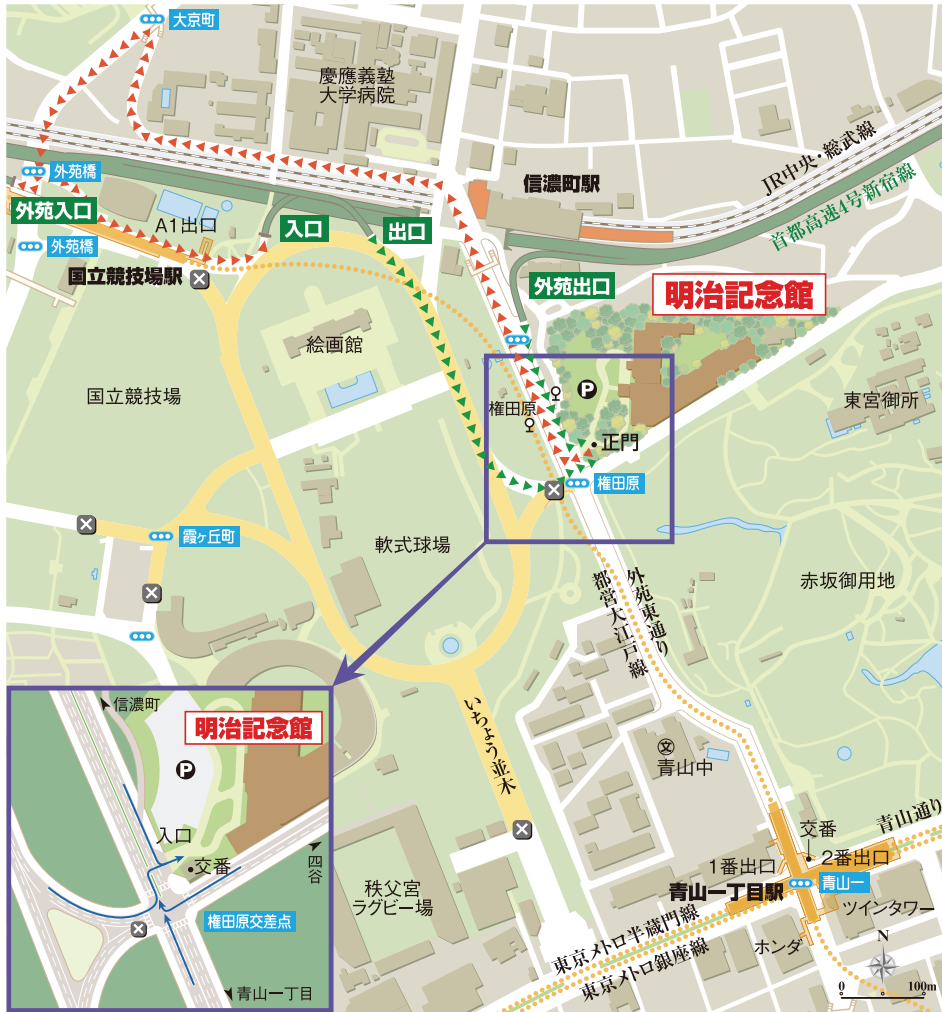 大京町
慶應義塾
大学病院
外苑橋
外苑入口
外苑橋
A1出口
入口
出口
国立競技場駅
信濃町駅
JR中央・総武線
首都高速4号新宿線
外苑出口
明治記念館
絵画館
国立競技場
権田原
P
正門
東宮御所
権田原
霞ヶ丘町
軟式球場
都営大江戸線
外苑東通り
赤坂御用地
いちょう並木
文
青山中
信濃町
明治記念館
P
入口
交番
四谷
権田原交差点
青山一丁目
秩父宮
ラグビー場
交番
青山通り
1番出口
2番出口
青山一丁目駅
青山一
ツインタワー
東京メトロ半蔵門線
東京メトロ銀座線
ホンダ
N
0 100m